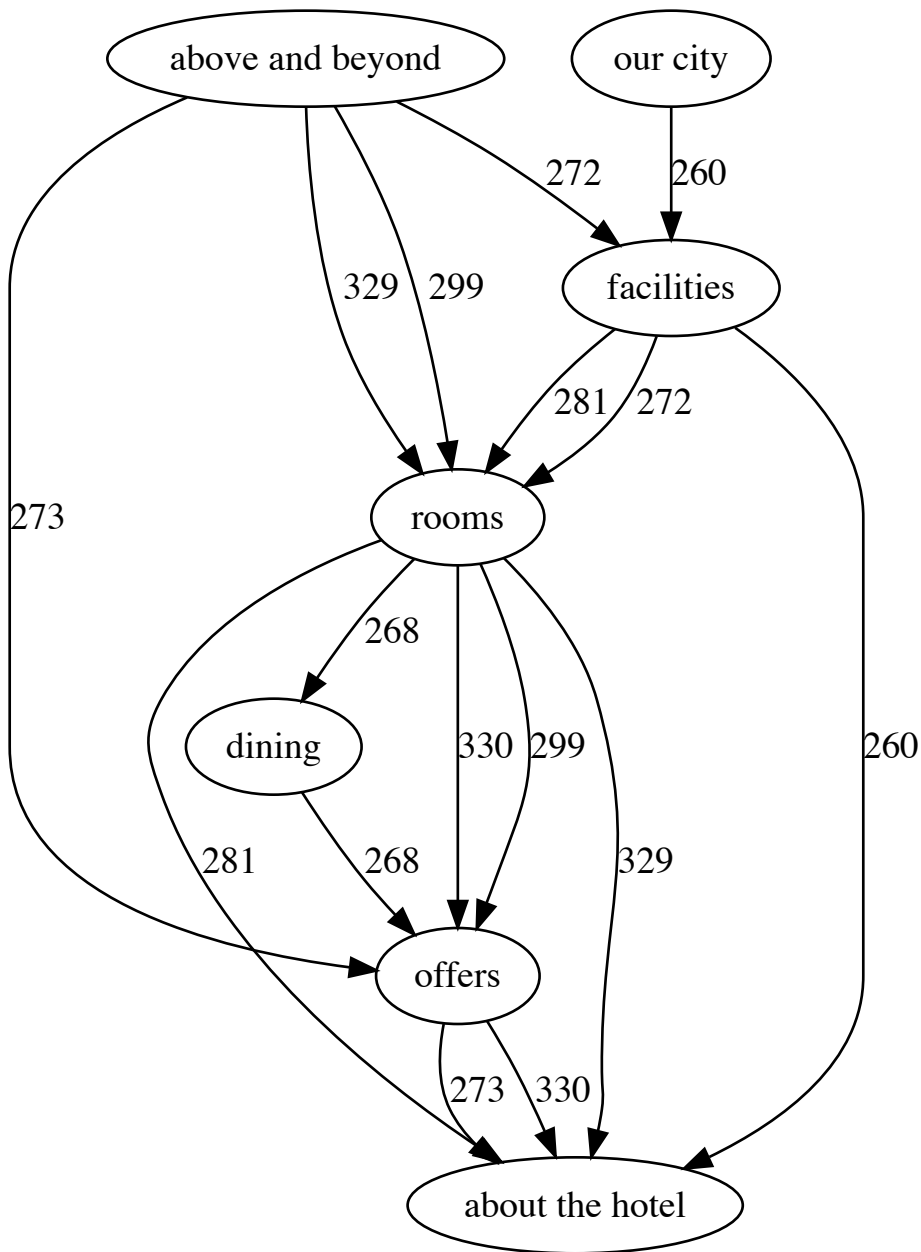 above and beyond
our city
272
260
329
299
facilities
281
272
273
rooms
268
dining
330
299
260
281
268
329
offers
273
330
about the hotel